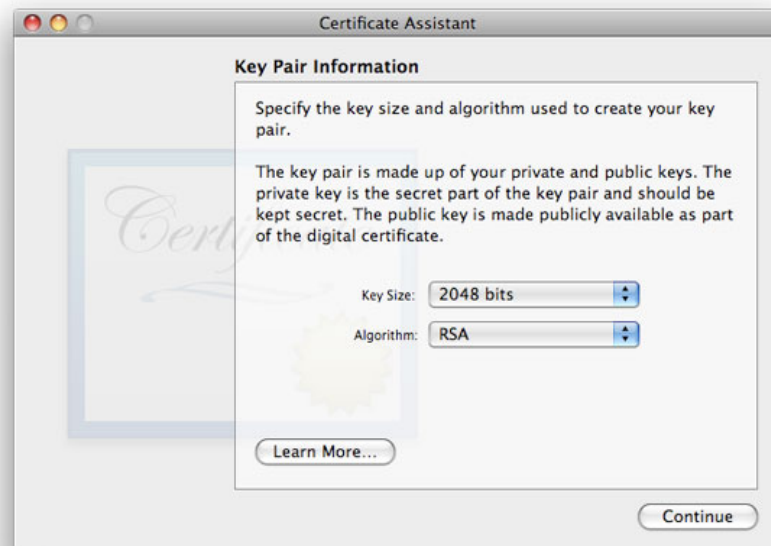 Certificate Assistant
Key Pair Information
Specify the key size and algorithm used to create your key
pair.
The key pair is made up of your private and public keys. The
private key is the secret part of the key pair and should be
kept secret. The public key is made publicly available as part
of the digital certificate.
Key Size: 2048 bits
Algorithm: RSA
Learn More...
Continue